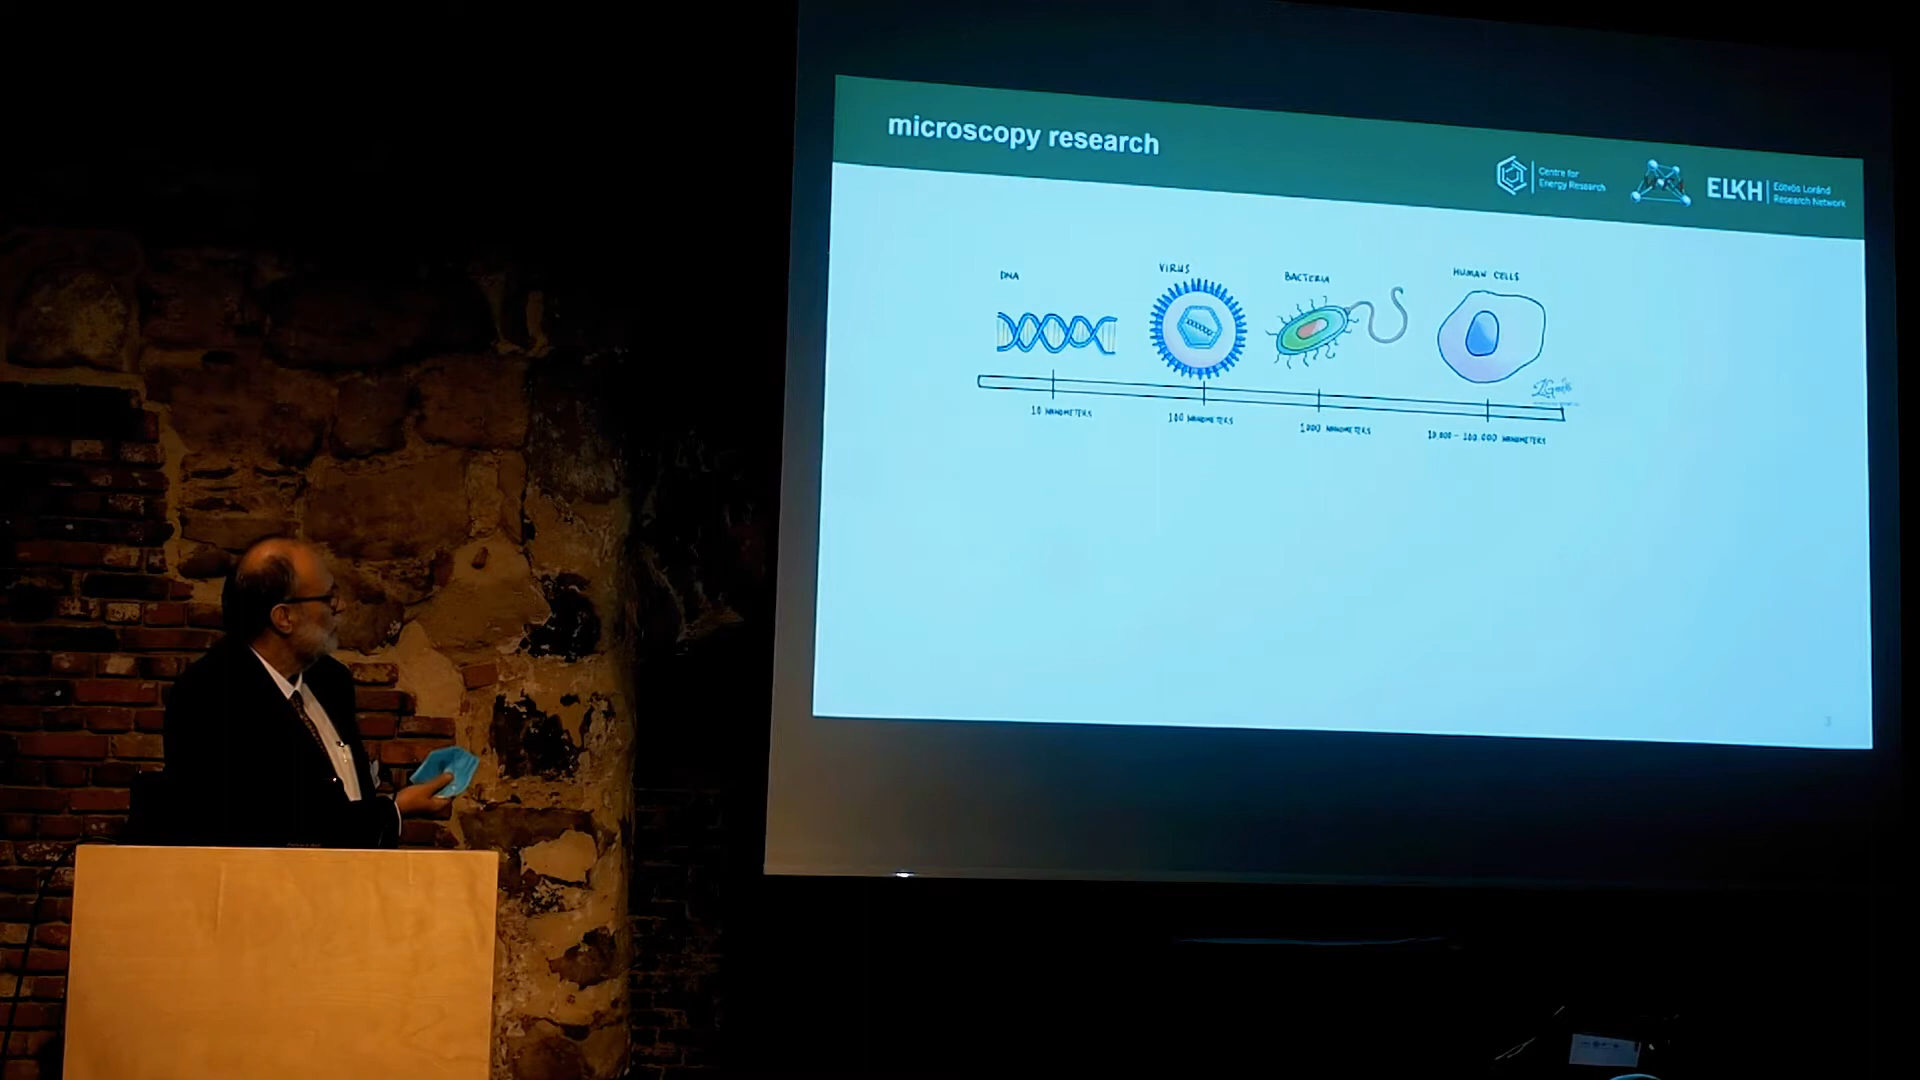 microscopy research
Centre for
Energy Research
ELKH
Eötvös Loránd
Research Network
DNA
VIRUS
BACTERIA
HUMAN CELLS
10 NANOMETERS
100 NANOMETERS
1000 NANOMETERS
10,000 - 100.000 NANOMETERS
3